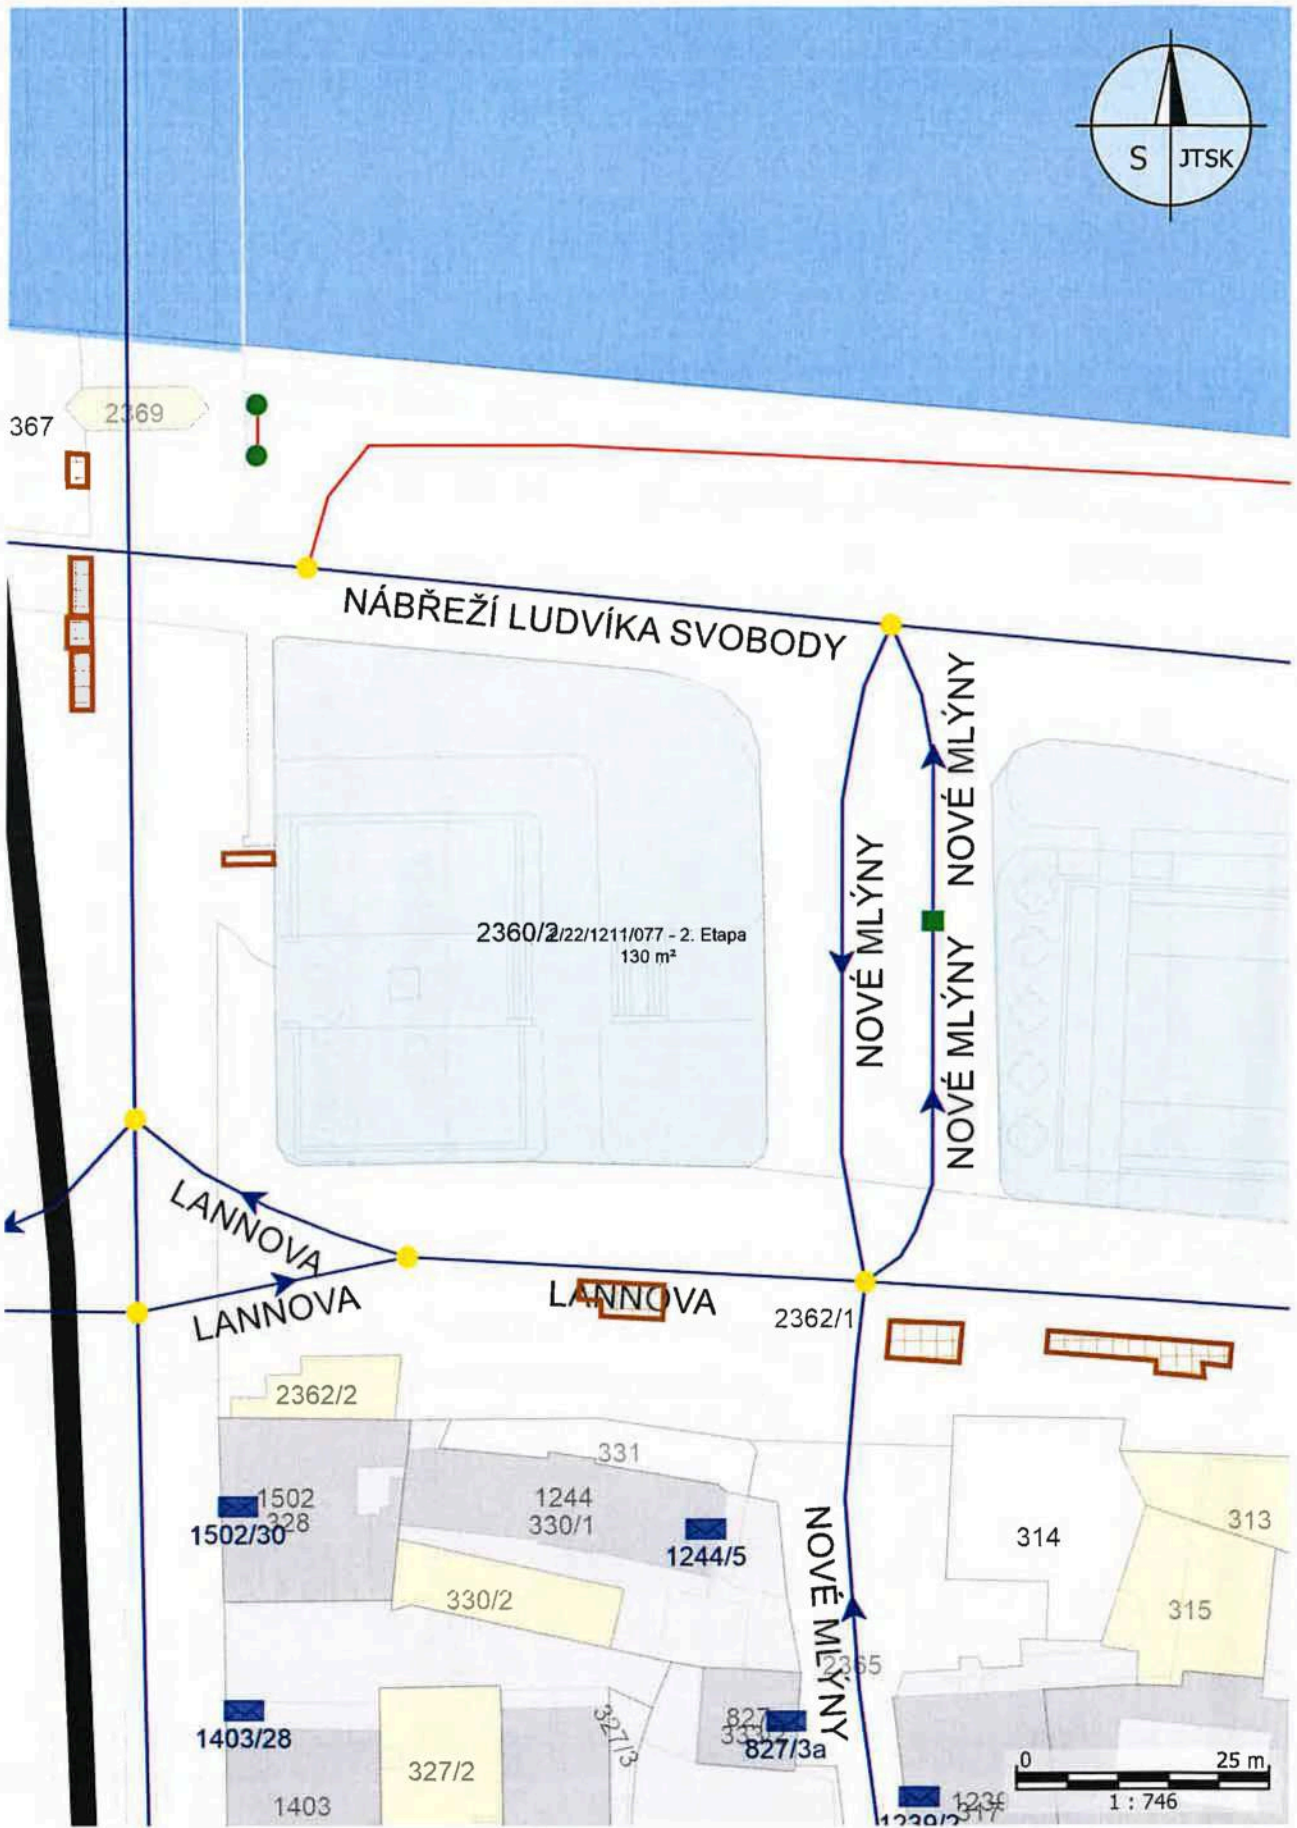 S JTSK
2369
367
NÁBŘEŽÍ LUDVÍKA SVOBODY
NOVÉ MLÝNY
NOVÉ MLÝNY
NOVÉ MLÝNY
2360/2
/22/1211/077 - 2. Etapa
130 m²
LANNOVA
LANNOVA
LANNOVA
2362/1
2362/2
331
1502
328
1502/30
1244
330/1
1244/5
314
313
330/2
315
NOVÉ MLÝNY
2365
1403/28
327/3
827
827/3a
327/2
1403
1239/2
317
0 25 m
1 : 746